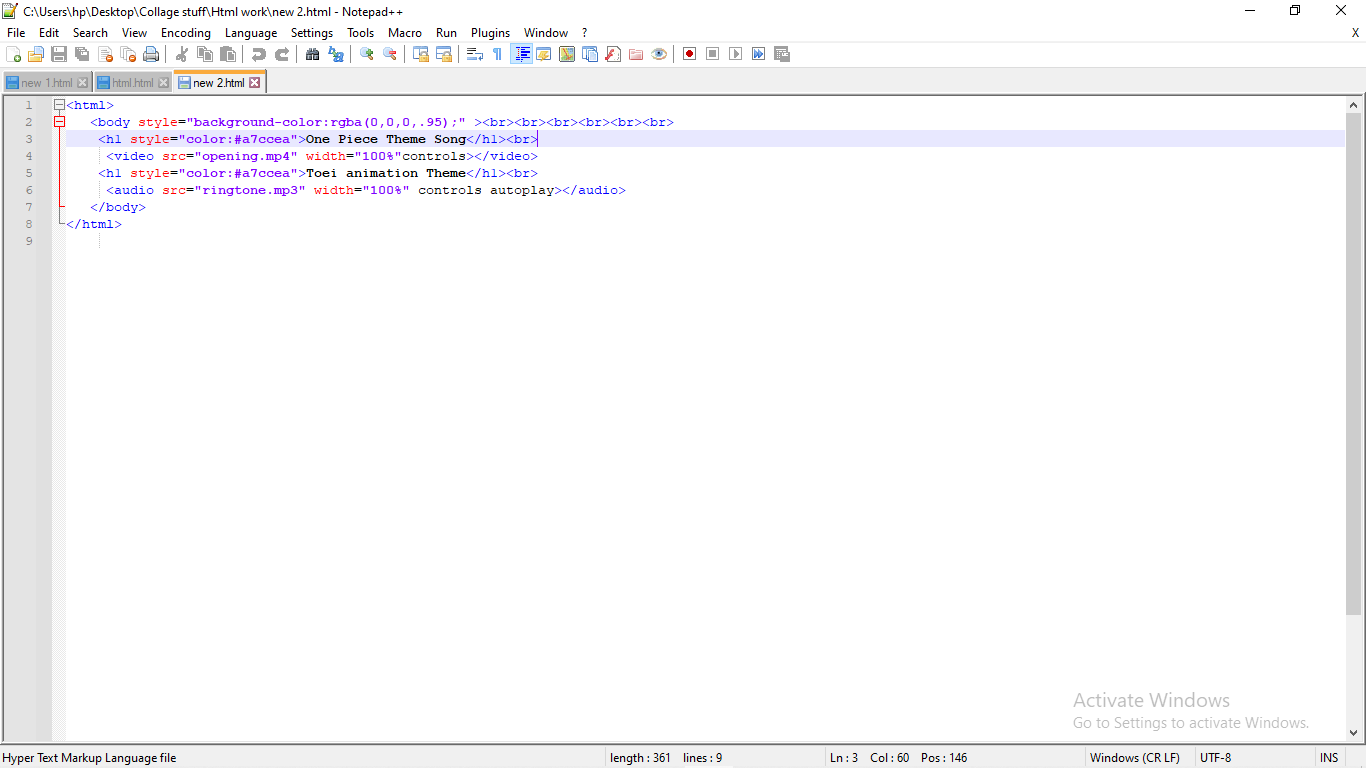 C:\Users\hp\Desktop\Collage stuff\Html work\new 2.html - Notepad++
File Edit Search View Encoding Language Settings Tools Macro Run Plugins Window ? X
new 1.html html.html new 2.html
1 <html>
2 <body style="background-color:rgba(0,0,0,.95);" ><br><br><br><br><br><br>
3 <h1 style="color:#a7ccea">One Piece Theme Song</h1><br>
4 <video src="opening.mp4" width="100%"controls></video>
5 <h1 style="color:#a7ccea">Toei animation Theme</h1><br>
6 <audio src="ringtone.mp3" width="100%" controls autoplay></audio>
7 </body>
8 </html>
9
Activate Windows
Go to Settings to activate Windows.
Hyper Text Markup Language file length : 361 lines : 9 Ln : 3 Col : 60 Pos : 146 Windows (CR LF) UTF-8 INS